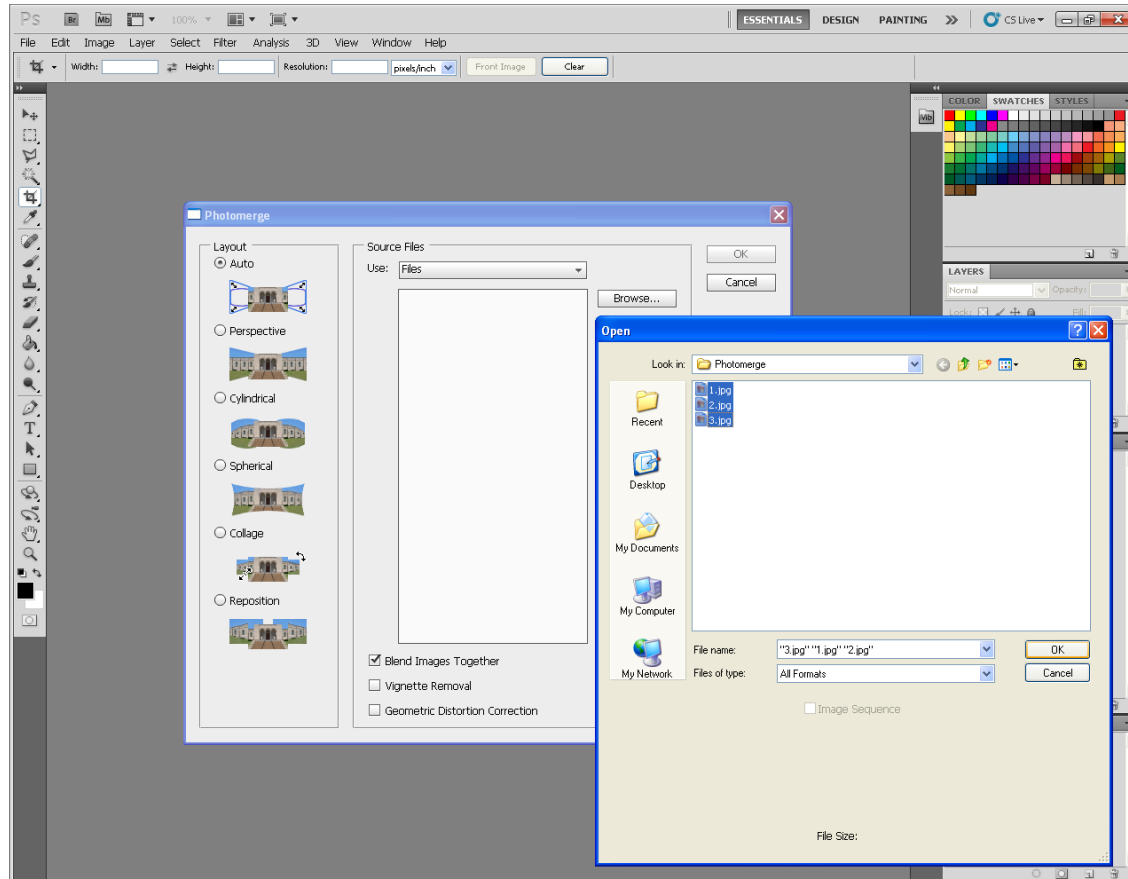 Ps Br Mb 100% ESSENTIALS DESIGN PAINTING CS Live
File Edit Image Layer Select Filter Analysis 3D View Window Help
Width: Height: Resolution: pixels/inch Front Image Clear
COLOR SWATCHES STYLES
Mb
Photomerge
Layout
Auto
Perspective
Cylindrical
Spherical
Collage
Reposition
Source Files
Use: Files
Browse...
OK
Cancel
Blend Images Together
Vignette Removal
Geometric Distortion Correction
LAYERS
Normal Opacity:
Lock: Fill:
Open
Look in: Photomerge
1.jpg
2.jpg
3.jpg
Recent
Desktop
My Documents
My Computer
My Network
File name: "3.jpg" "1.jpg" "2.jpg" OK
Files of type: All Formats Cancel
Image Sequence
File Size:
T